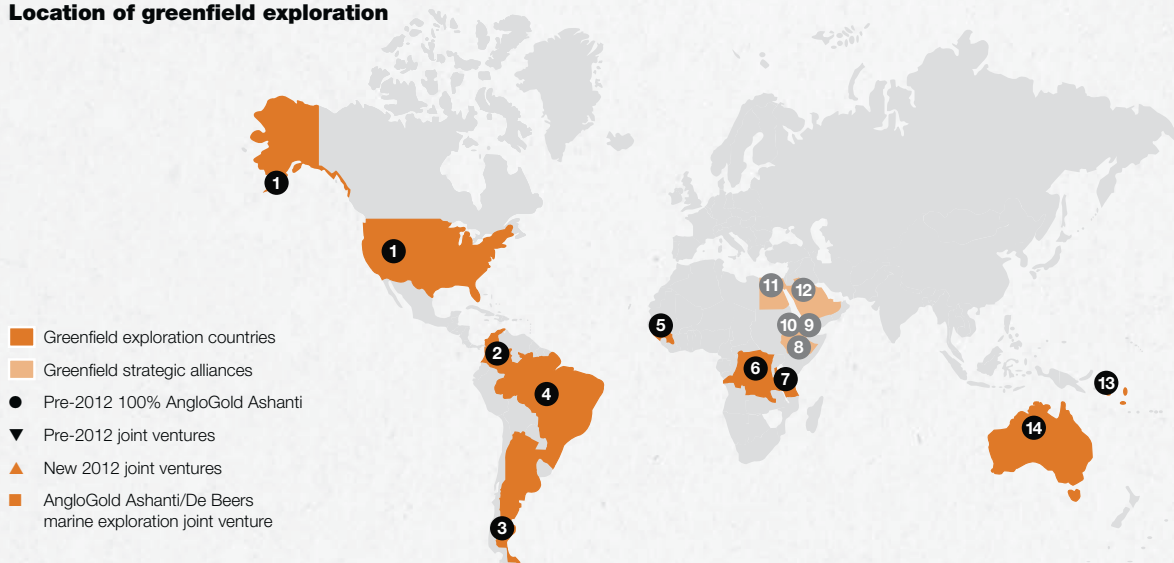 Location of greenfield exploration
1
1
11
12
5
10
9
8
2
6
7
13
4
14
3
Greenfield exploration countries
Greenfield strategic alliances
Pre-2012 100% AngloGold Ashanti
Pre-2012 joint ventures
New 2012 joint ventures
AngloGold Ashanti/De Beers
marine exploration joint venture